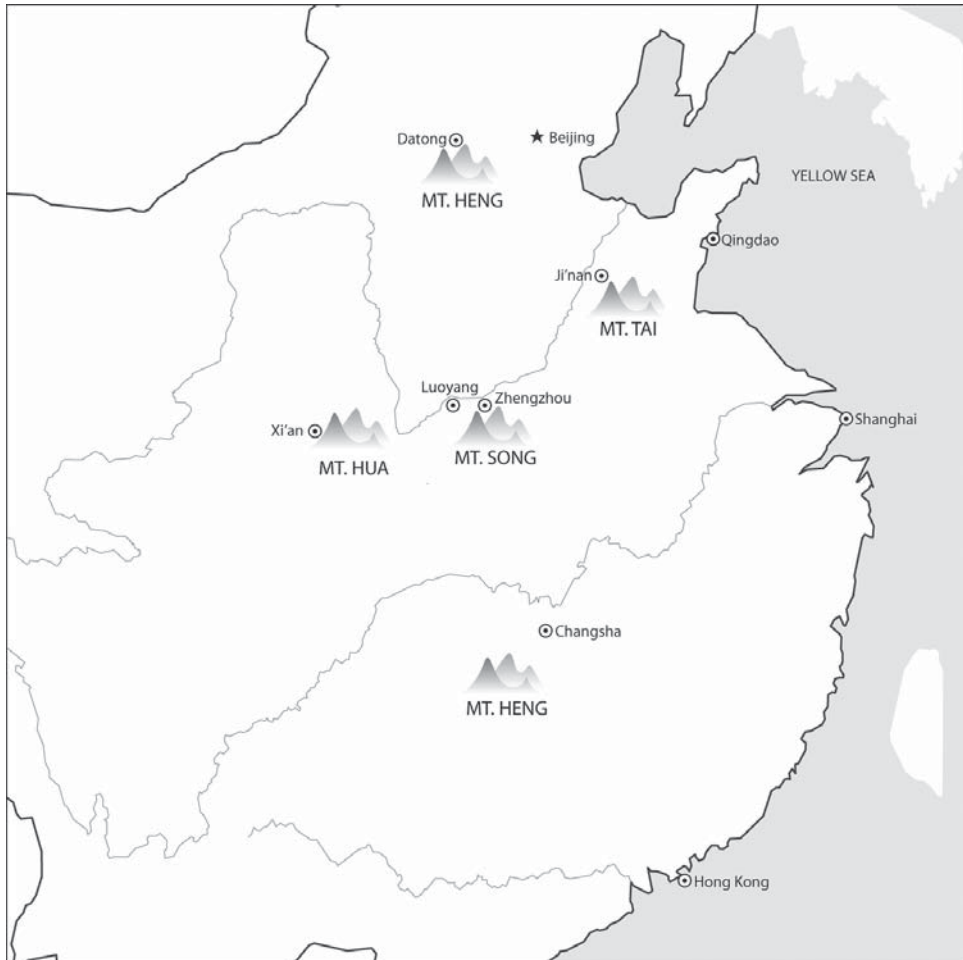 Datong
Beijing
MT. HENG
YELLOW SEA
Qingdao
Ji'nan
MT. TAI
Luoyang
Zhengzhou
Xi'an
Shanghai
MT. HUA
MT. SONG
Changsha
MT. HENG
Hong Kong